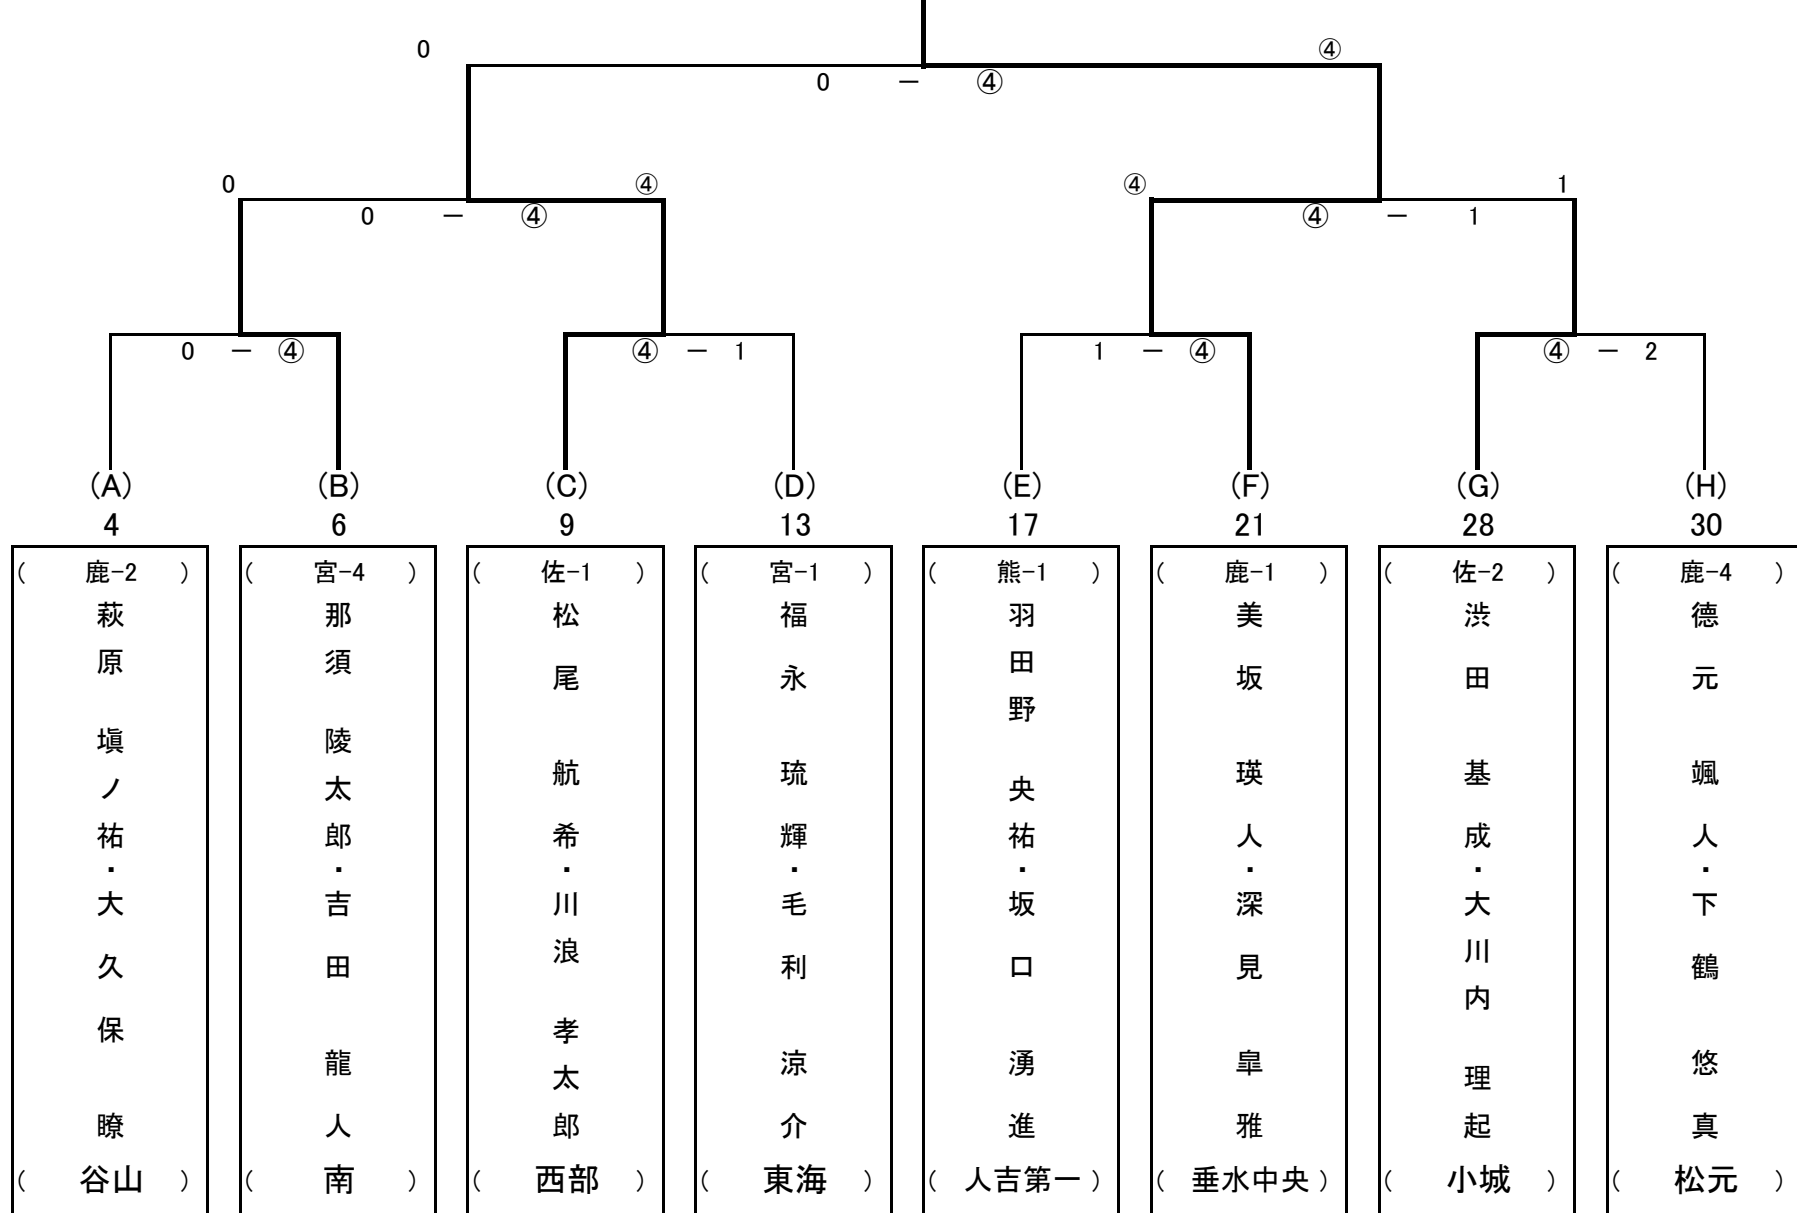 0 ④
0 － ④
0 ④ ④ 1
0 － ④ ④ － 1
0 － ④ ④ － 1 1 － ④ ④ － 2
(A) (B) (C) (D) (E) (F) (G) (H)
4 6 9 13 17 21 28 30
( 鹿−2 ) ( 宮−4 ) ( 佐−1 ) ( 宮−1 ) ( 熊−1 ) ( 鹿−1 ) ( 佐−2 ) ( 鹿−4 )
萩原 塡ノ祐・大久保 瞭
那須 陵太郎・吉田 龍人
松尾 航希・川浪 孝太郎
福永 琉輝・毛利 涼介
羽田野 央祐・坂口 湧進
美坂 瑛人・深見 皐雅
渋田 基成・大川内 理起
德元 颯人・下鶴 悠真
( 谷山 ) ( 南 ) ( 西部 ) ( 東海 ) ( 人吉第一 ) ( 垂水中央 ) ( 小城 ) ( 松元 )